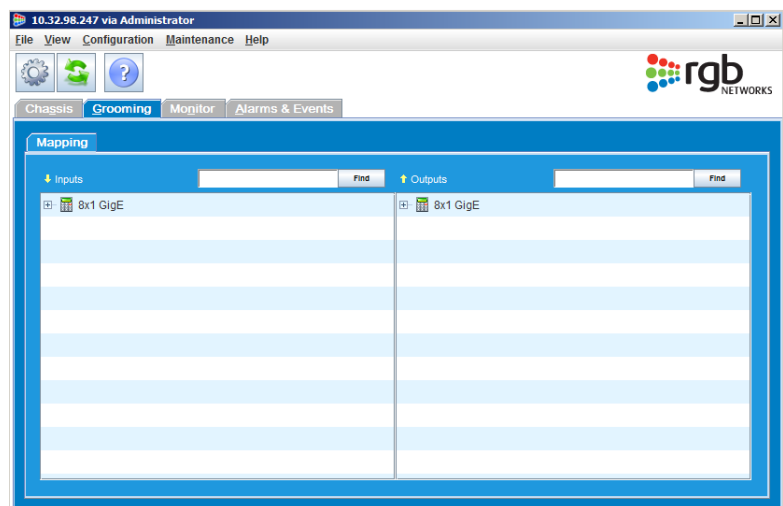 10.32.98.247 via Administrator
File View Configuration Maintenance Help
rgb
NETWORKS
Chassis Grooming Monitor Alarms & Events
Mapping
Inputs Find Outputs Find
8x1 GigE 8x1 GigE